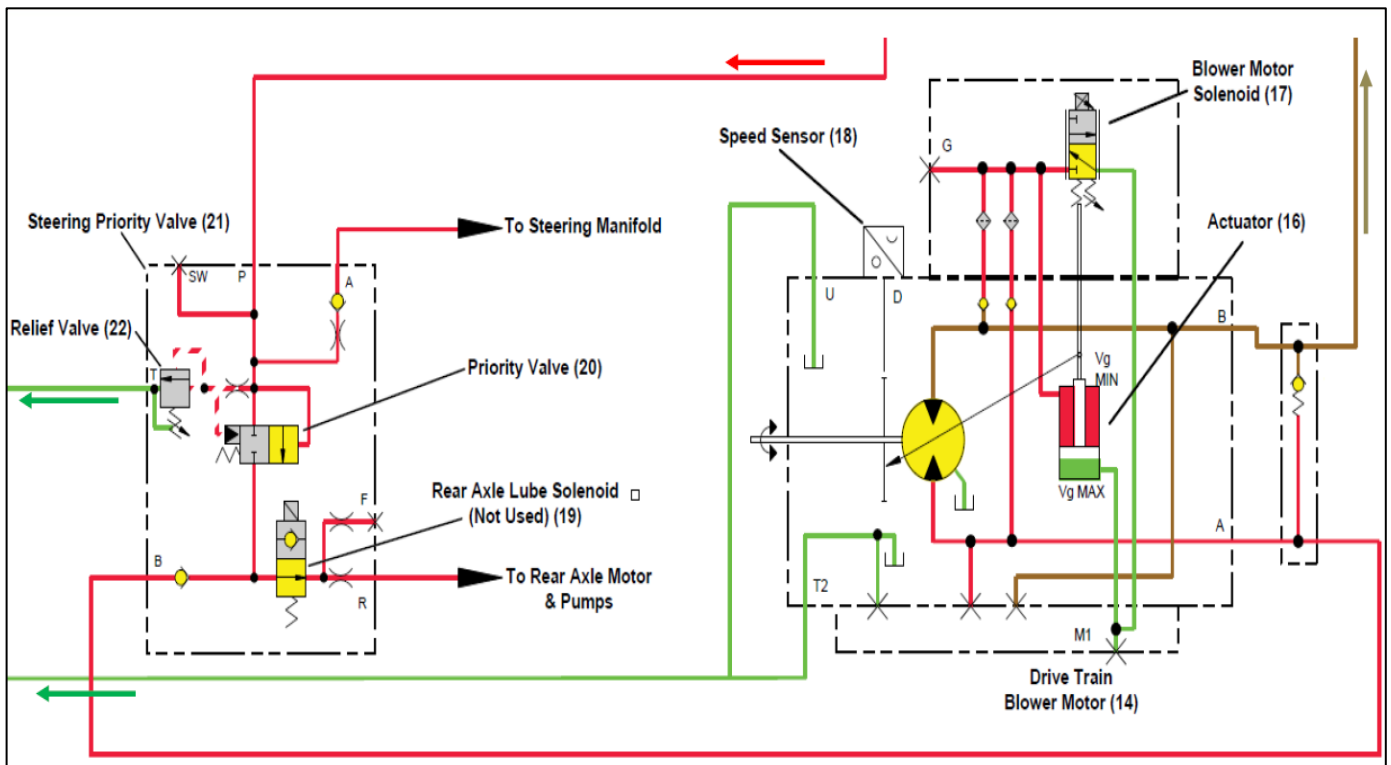 Blower Motor
Solenoid (17)
Speed Sensor (18)
G
Steering Priority Valve (21)
To Steering Manifold
Actuator (16)
SW
P
A
U
D
B
Relief Valve (22)
T
Priority Valve (20)
Vg
MIN
Rear Axle Lube Solenoid □
(Not Used) (19)
F
Vg MAX
A
B
To Rear Axle Motor
& Pumps
R
T2
M1
Drive Train
Blower Motor (14)